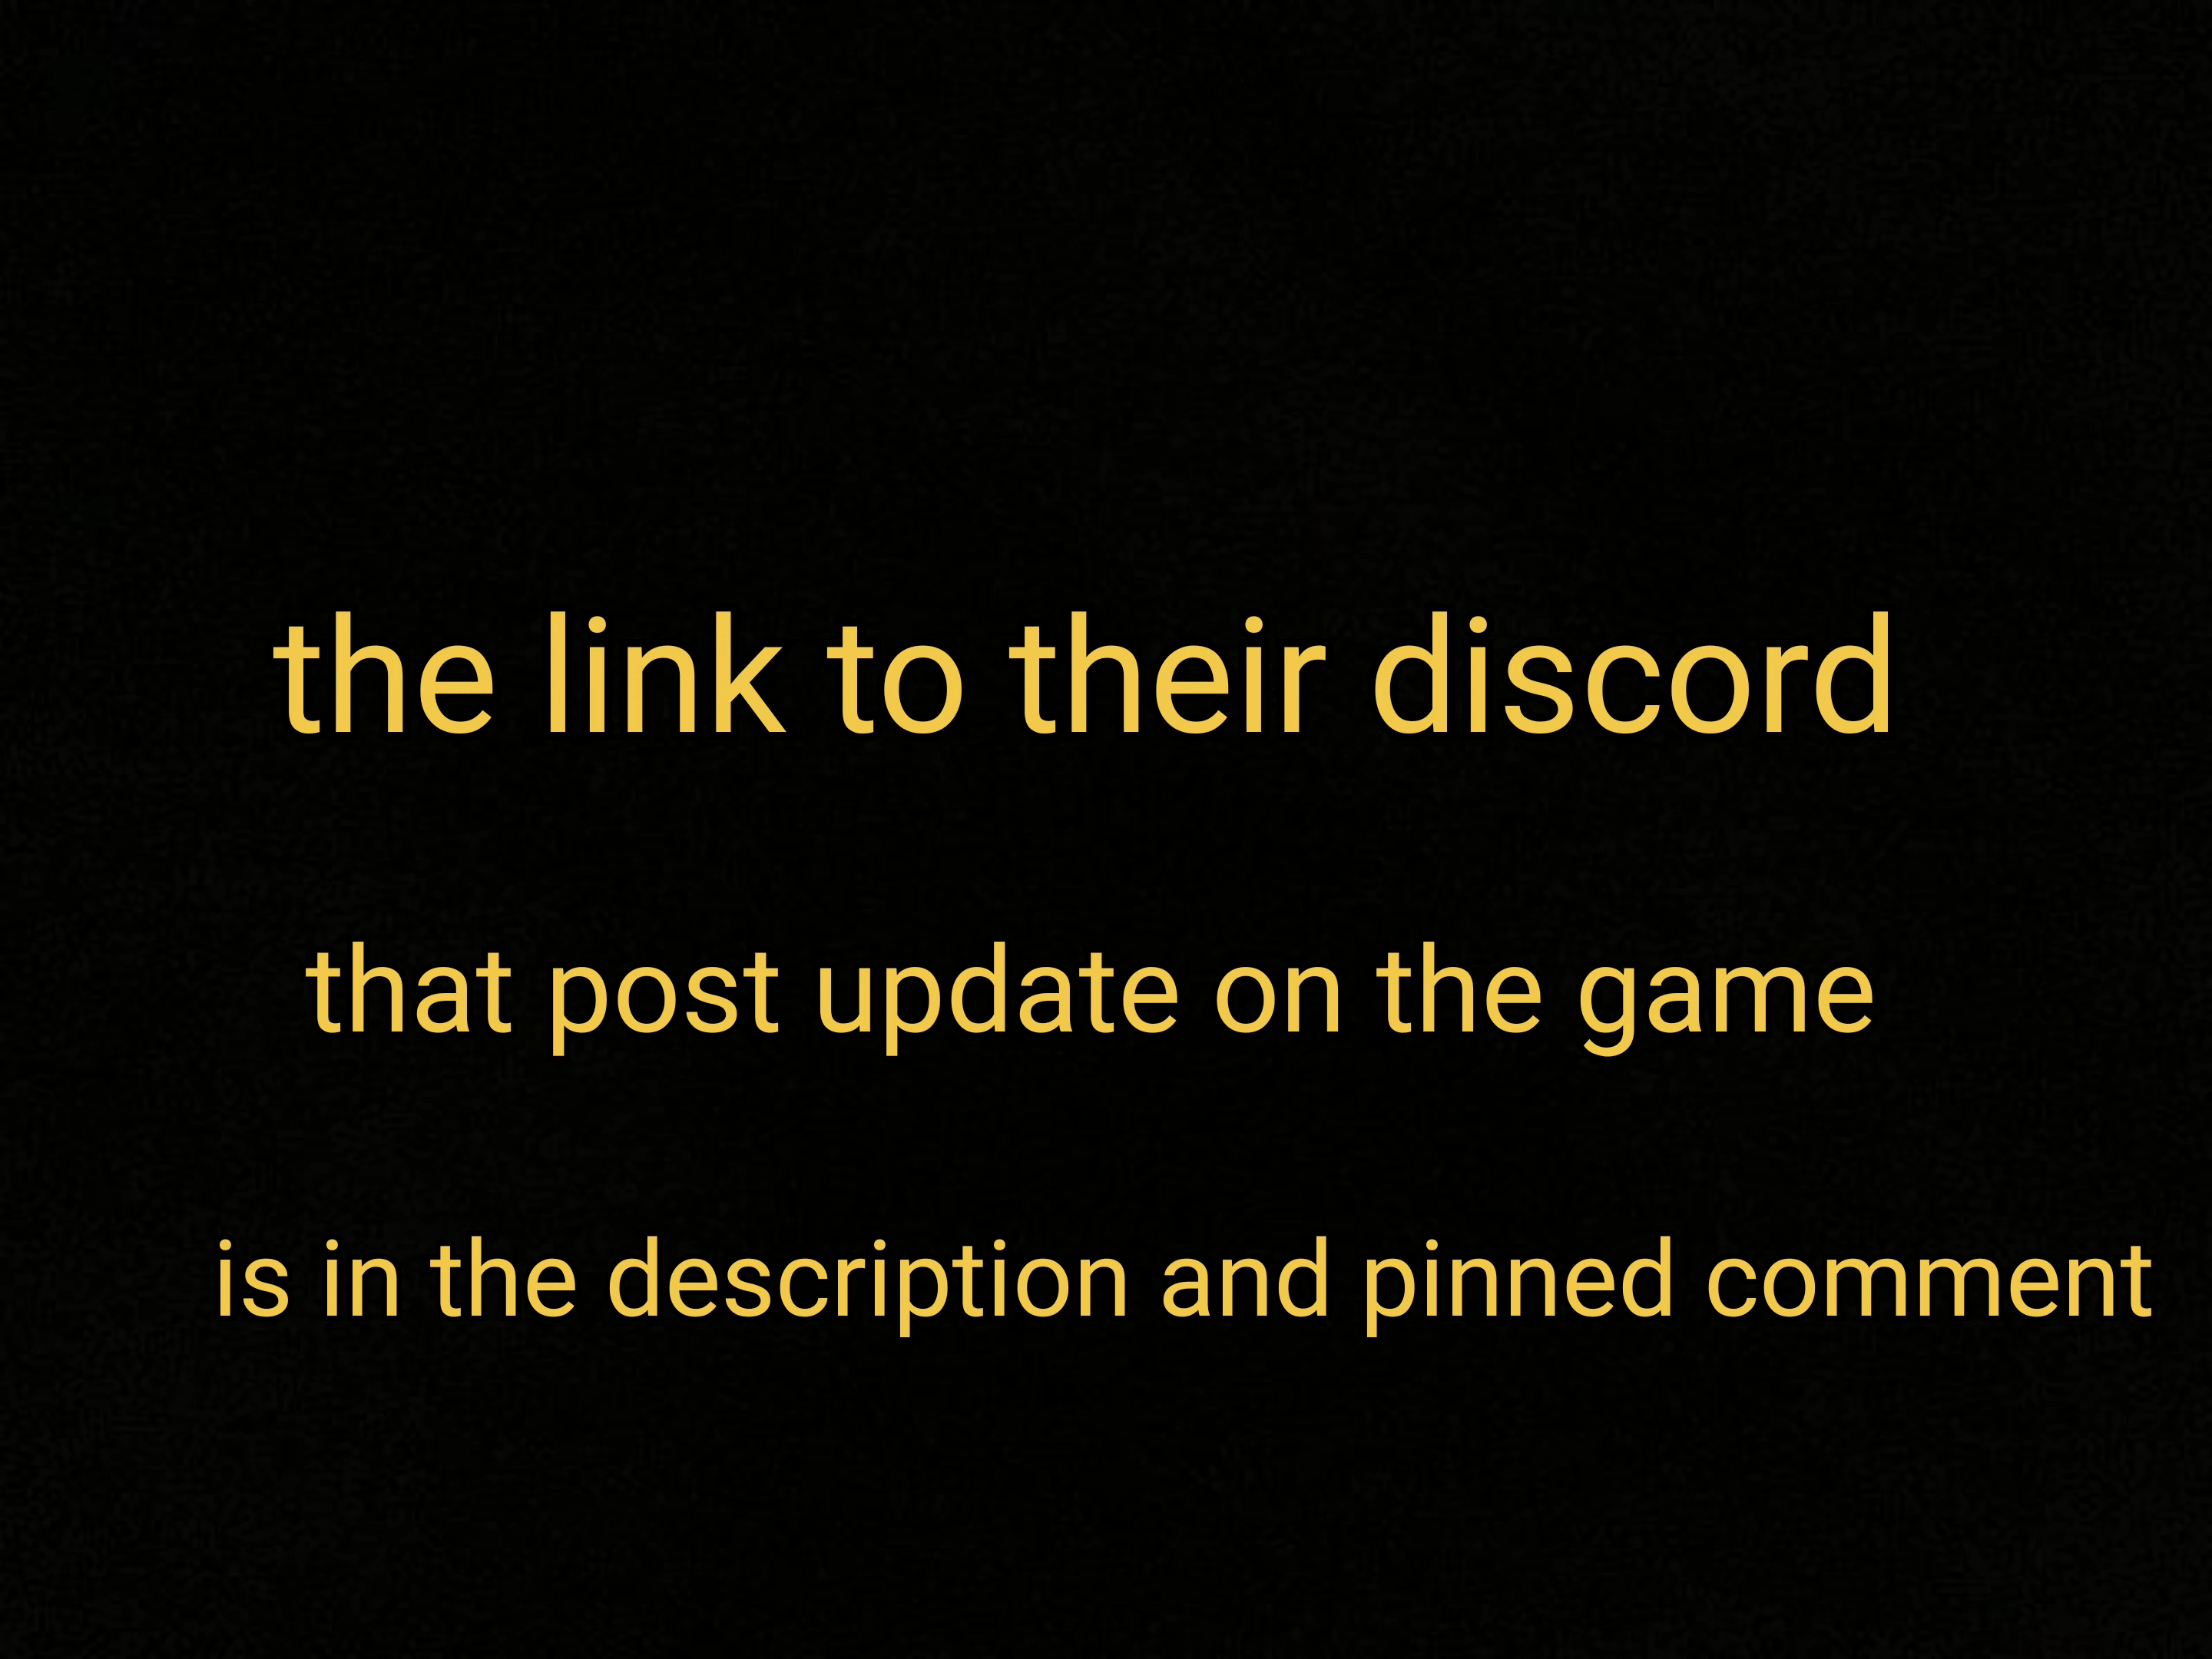 the link to their discord
that post update on the game
is in the description and pinned comment